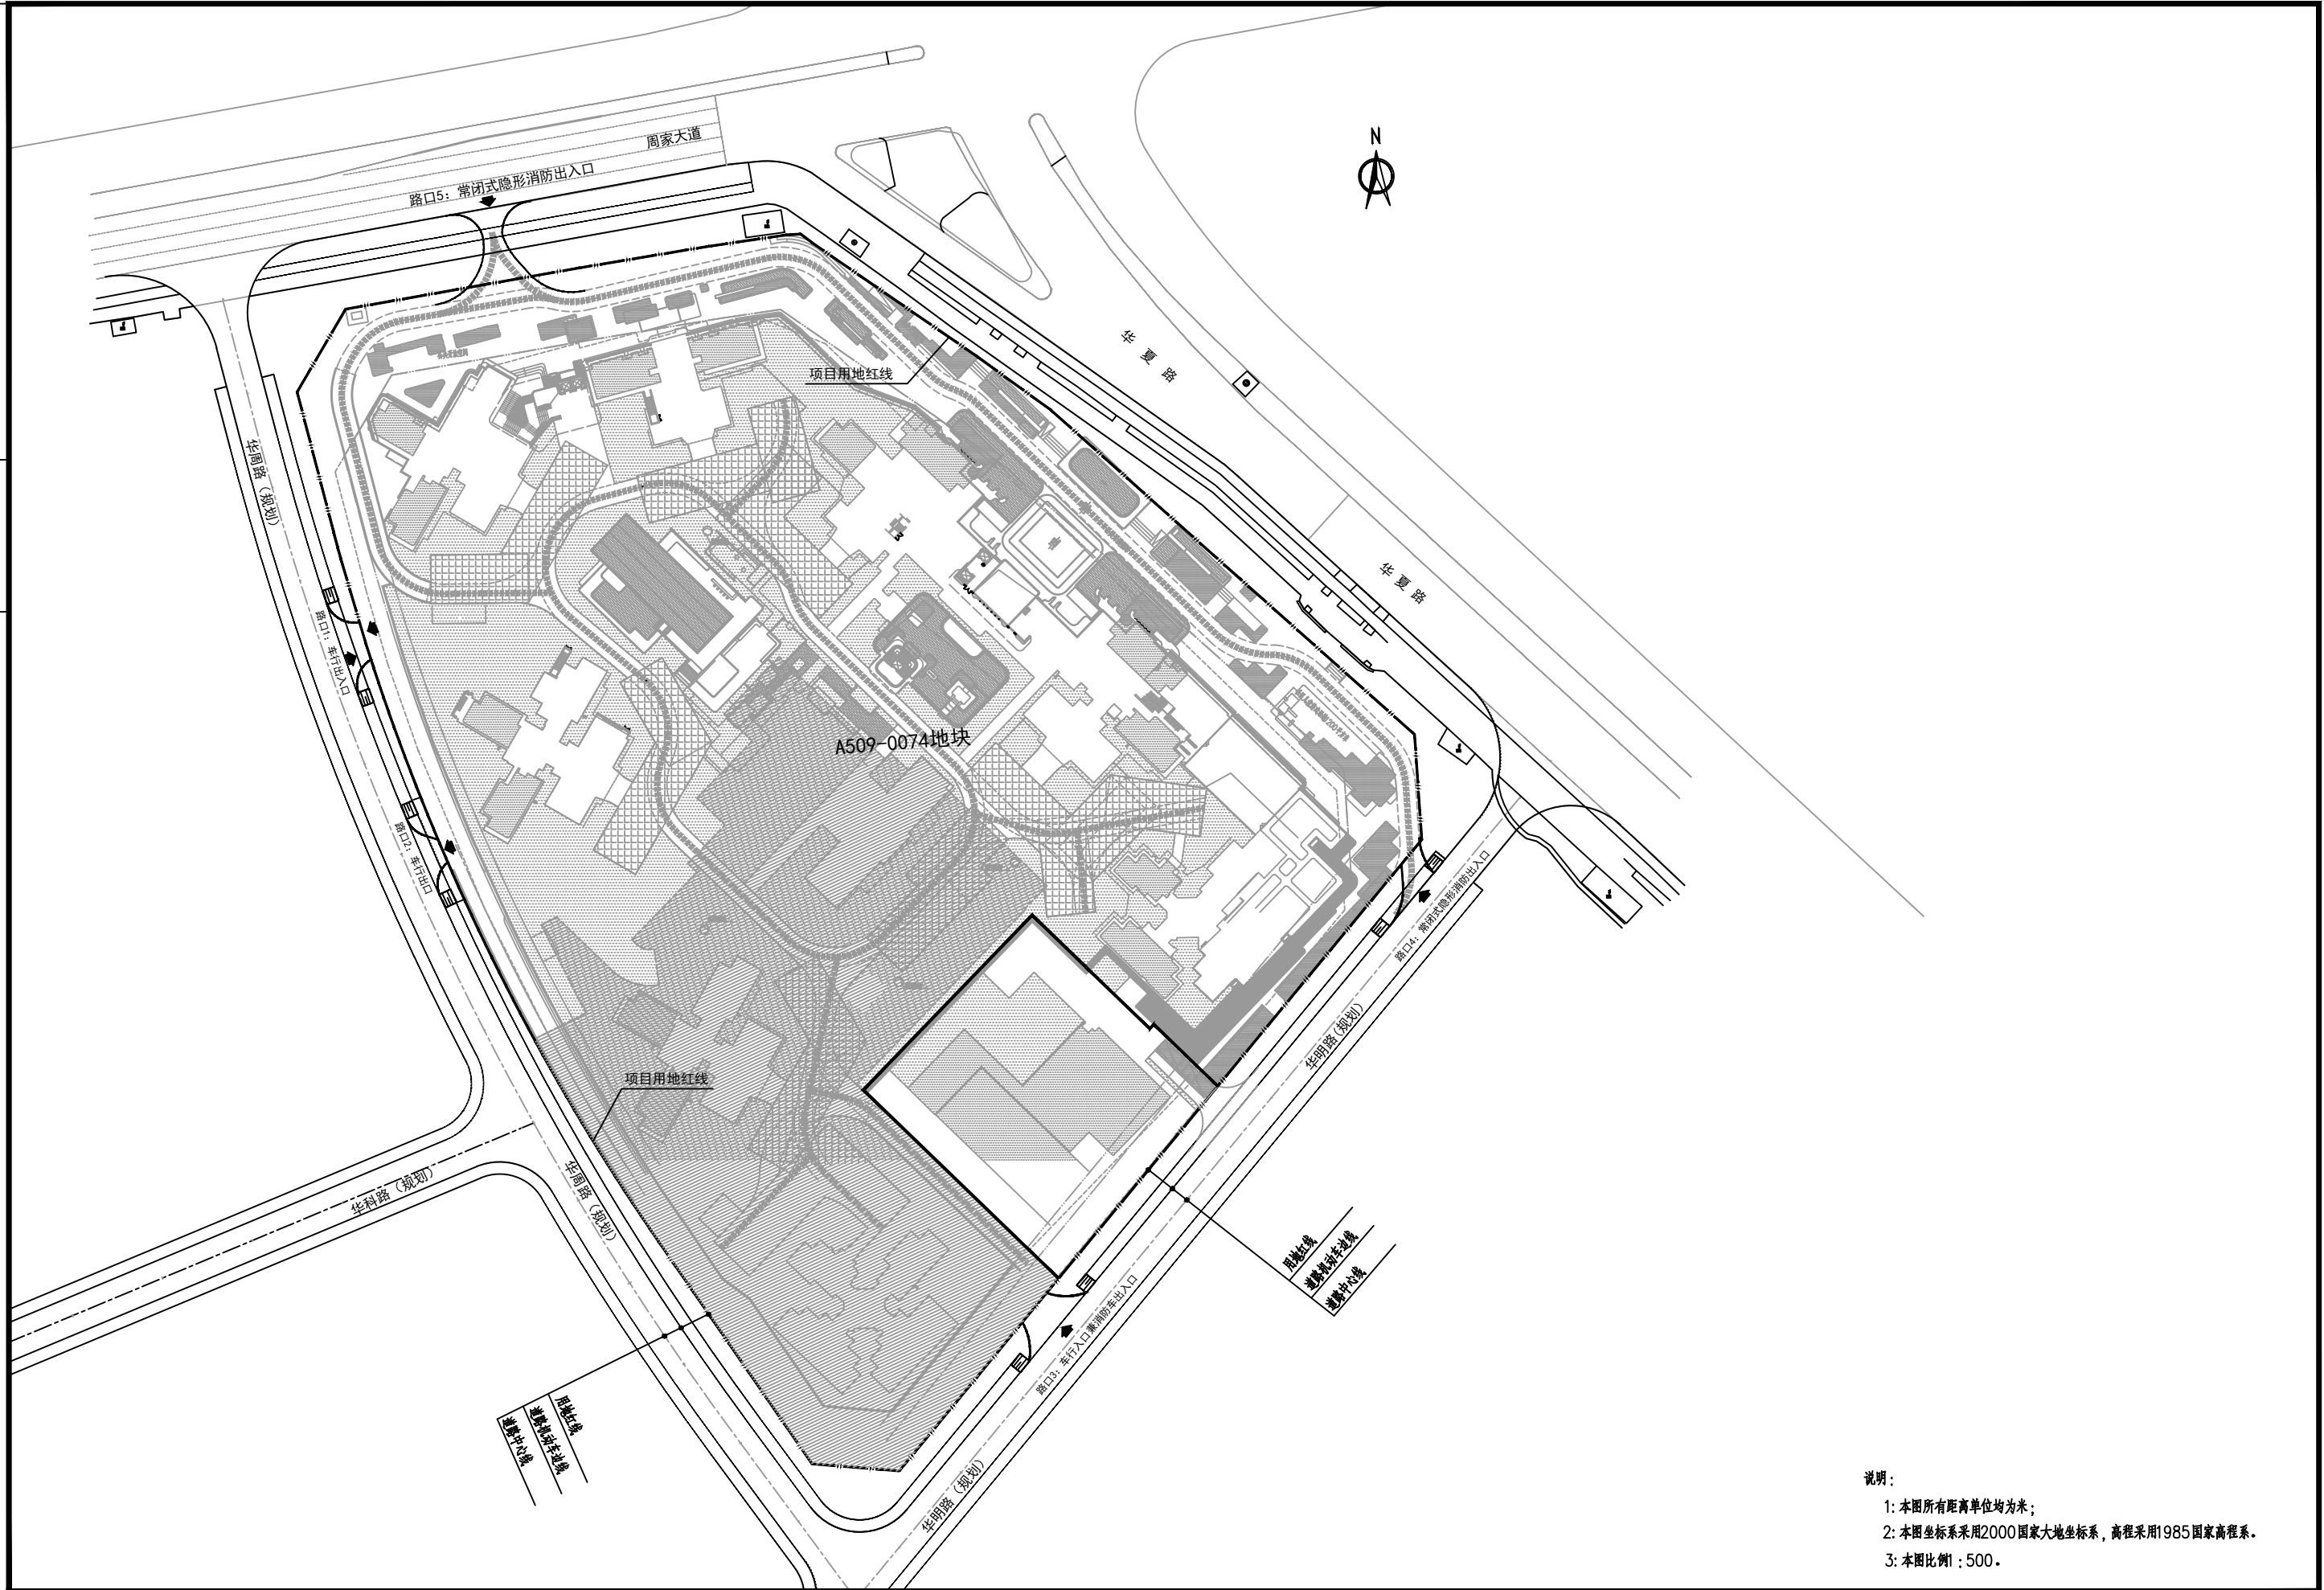 周家大道
N
路口5：常闭式隐形消防出入口
华夏路
项目用地红线
华周路（规划）
华夏路
路口1：车行出入口
A509-0074地块
路口2：车行出口
路口4：常闭式隐形消防出入口
华明路(规划)
项目用地红线
华科路（规划）
华周路（规划）
用地红线
道路机动车边线
道路中心线
路口3：车行入口兼消防车出入口
用地红线
道路机动车边线
道路中心线
华明路（规划）
说明：
1：本图所有距离单位均为米；
2：本图坐标系采用2000国家大地坐标系，高程采用1985国家高程系。
3：本图比例1：500。